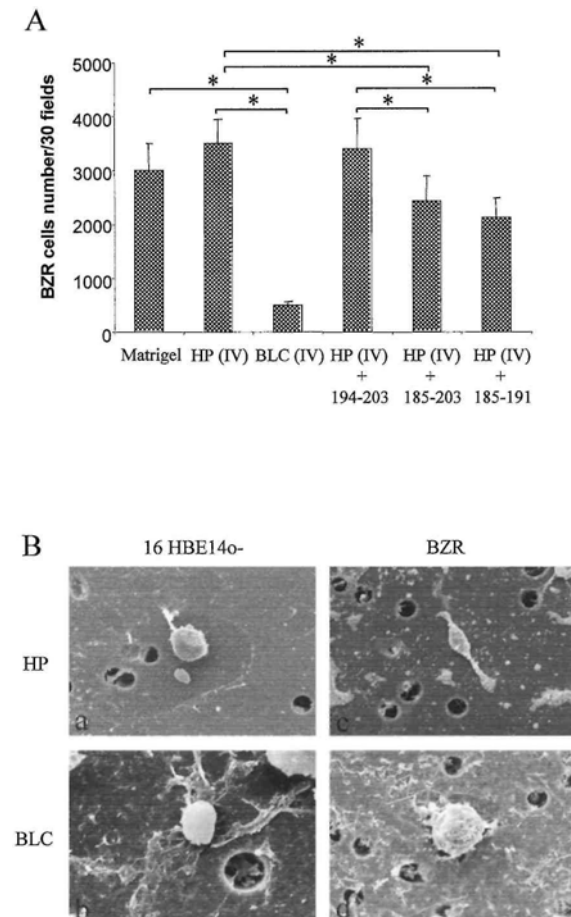 A
BZR cells number/30 fields
5000
4000
3000
2000
1000
0
* * * * * *
Matrigel HP (IV) BLC (IV) HP (IV) HP (IV) HP (IV)
+ + +
194-203 185-203 185-191
B
16 HBE14o- BZR
HP
a c
BLC
b d